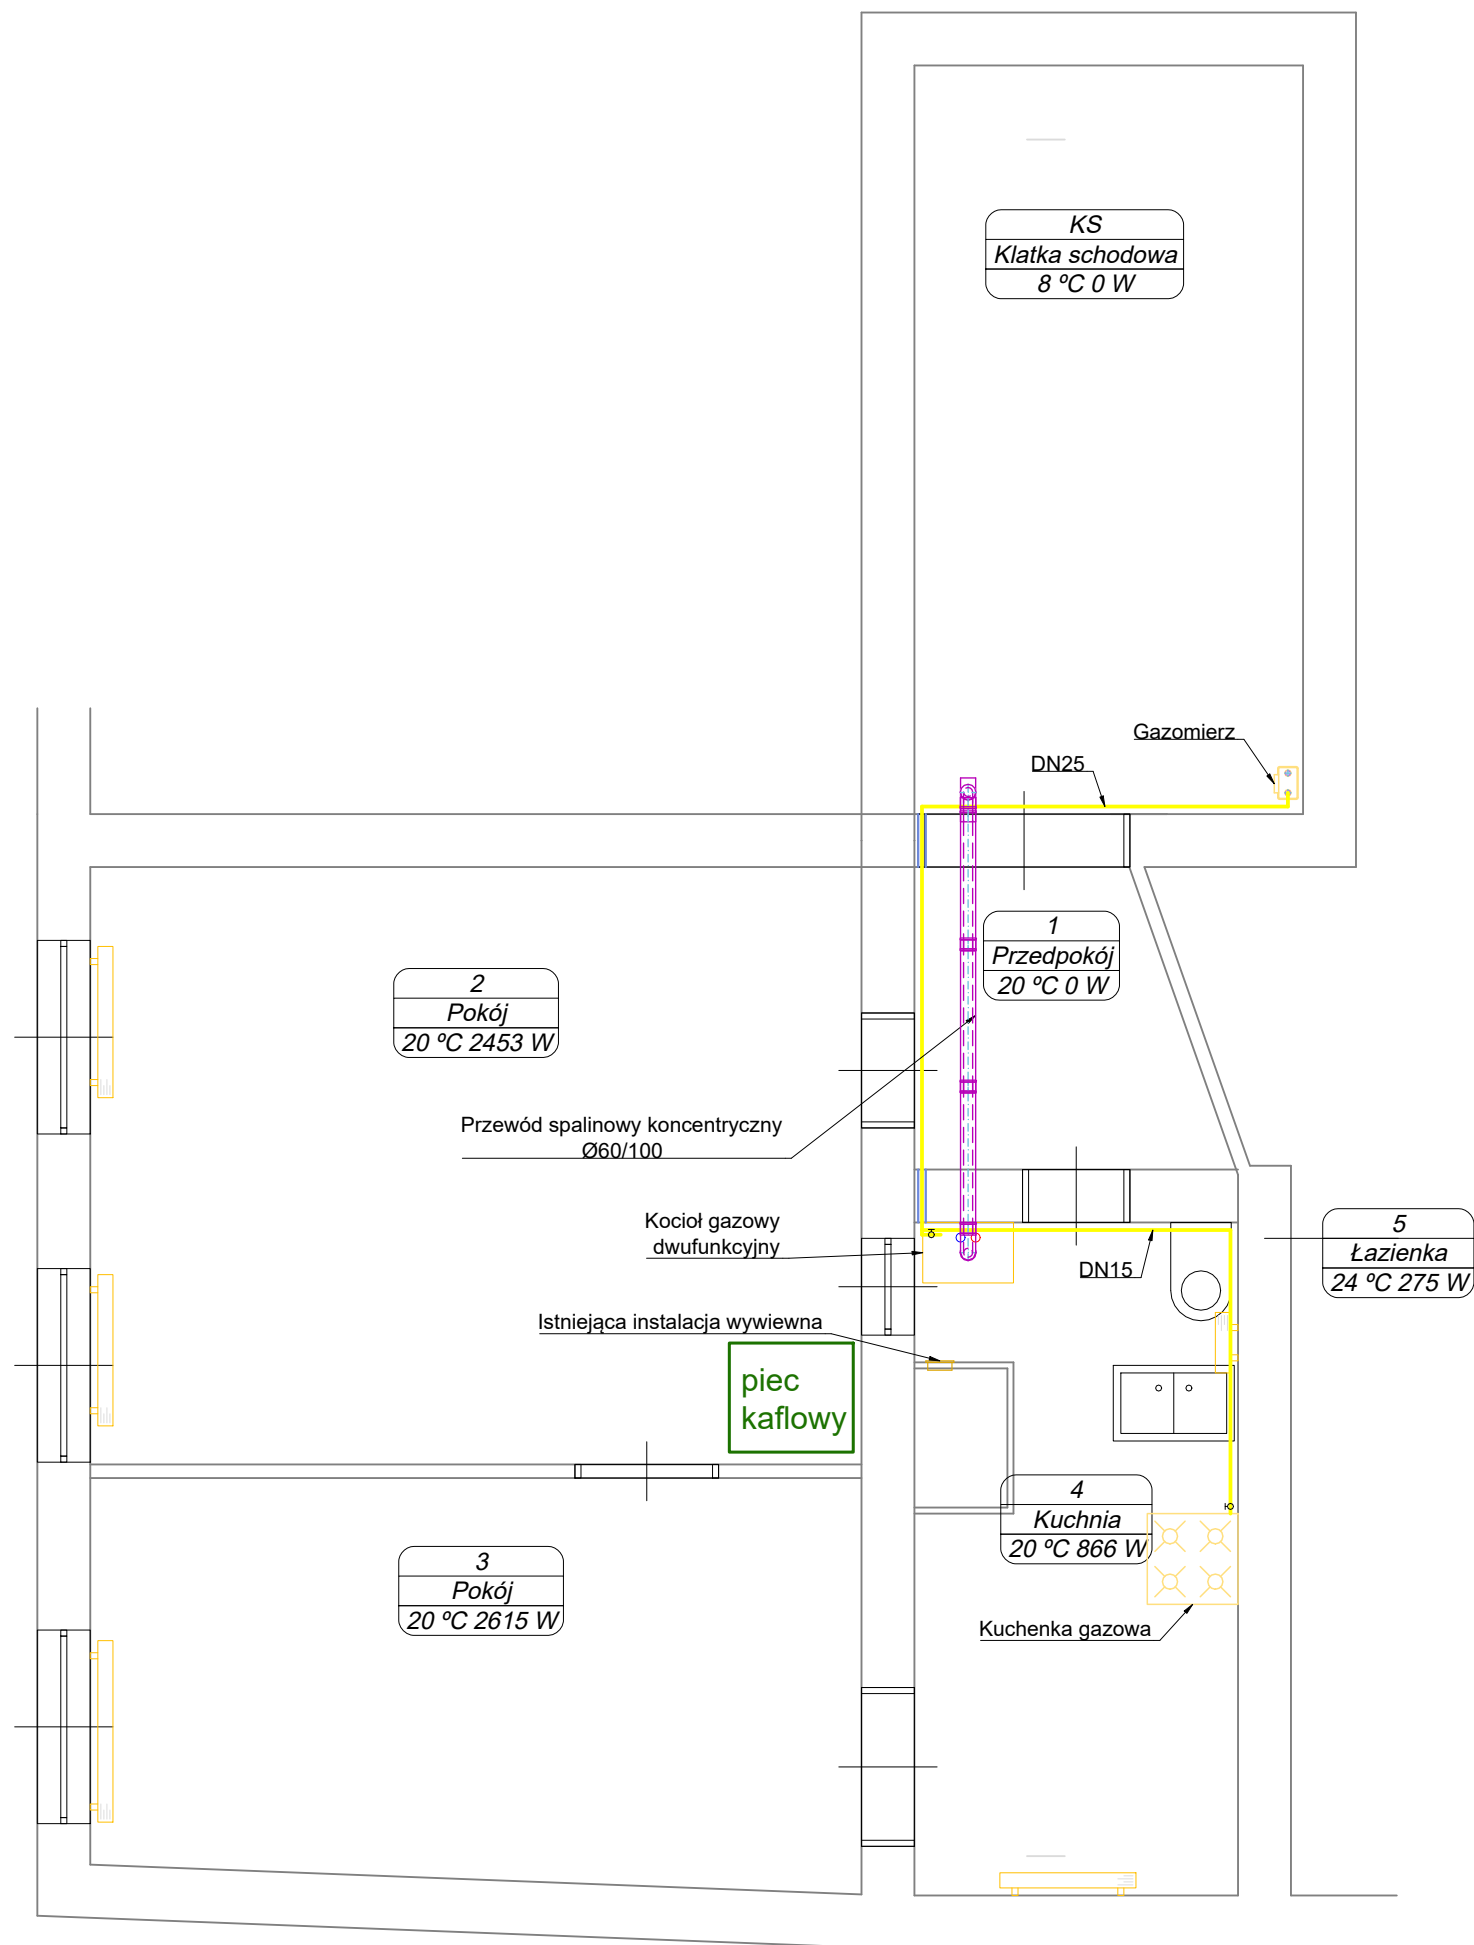 KS
Klatka schodowa
8 ºC 0 W
Gazomierz
DN25
1
Przedpokój
20 ºC 0 W
2
Pokój
20 ºC 2453 W
Przewód spalinowy koncentryczny
Ø60/100
Kocioł gazowy
dwufunkcyjny
DN15
5
Łazienka
24 ºC 275 W
Istniejąca instalacja wywiewna
piec
kaflowy
4
Kuchnia
20 ºC 866 W
3
Pokój
20 ºC 2615 W
Kuchenka gazowa